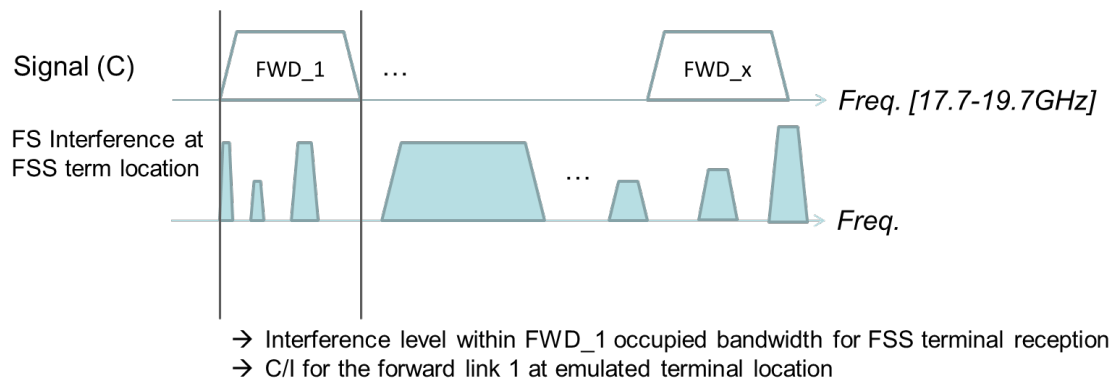 Signal (C)
FWD_1
...
FWD_x
Freq. [17.7-19.7GHz]
FS Interference at
FSS term location
...
Freq.
→ Interference level within FWD_1 occupied bandwidth for FSS terminal reception
→ C/I for the forward link 1 at emulated terminal location